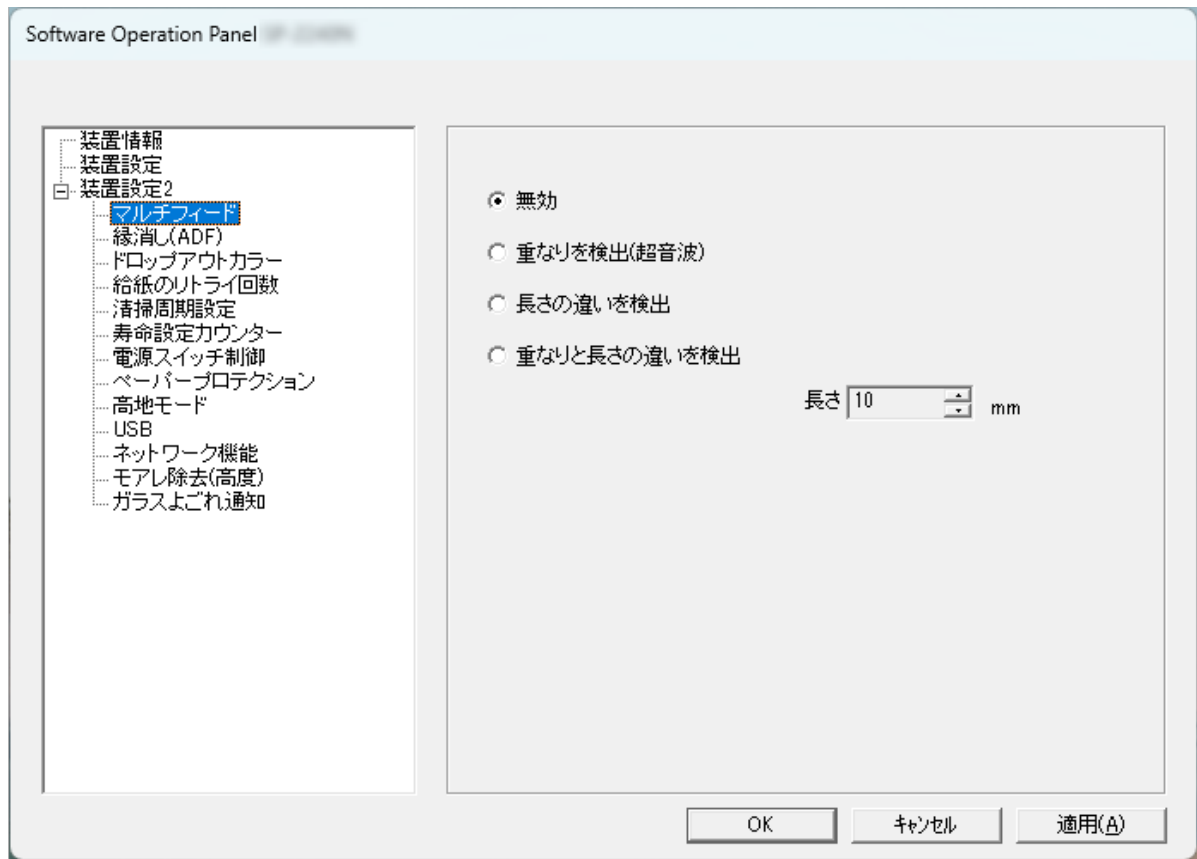 Software Operation Panel
装置情報
装置設定
装置設定2
マルチフィード
縁消し(ADF)
ドロップアウトカラー
給紙のリトライ回数
清掃周期設定
寿命設定カウンター
電源スイッチ制御
ペーパープロテクション
高地モード
USB
ネットワーク機能
モアレ除去(高度)
ガラスよごれ通知
無効
重なりを検出(超音波)
長さの違いを検出
重なりと長さの違いを検出
長さ 10 mm
OK キャンセル 適用(A)